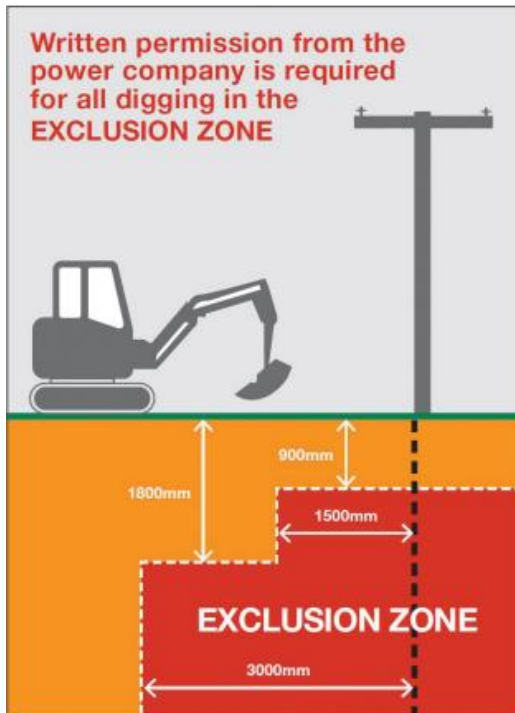 Written permission from the
power company is required
for all digging in the
EXCLUSION ZONE
900mm
1800mm
1500mm
EXCLUSION ZONE
3000mm